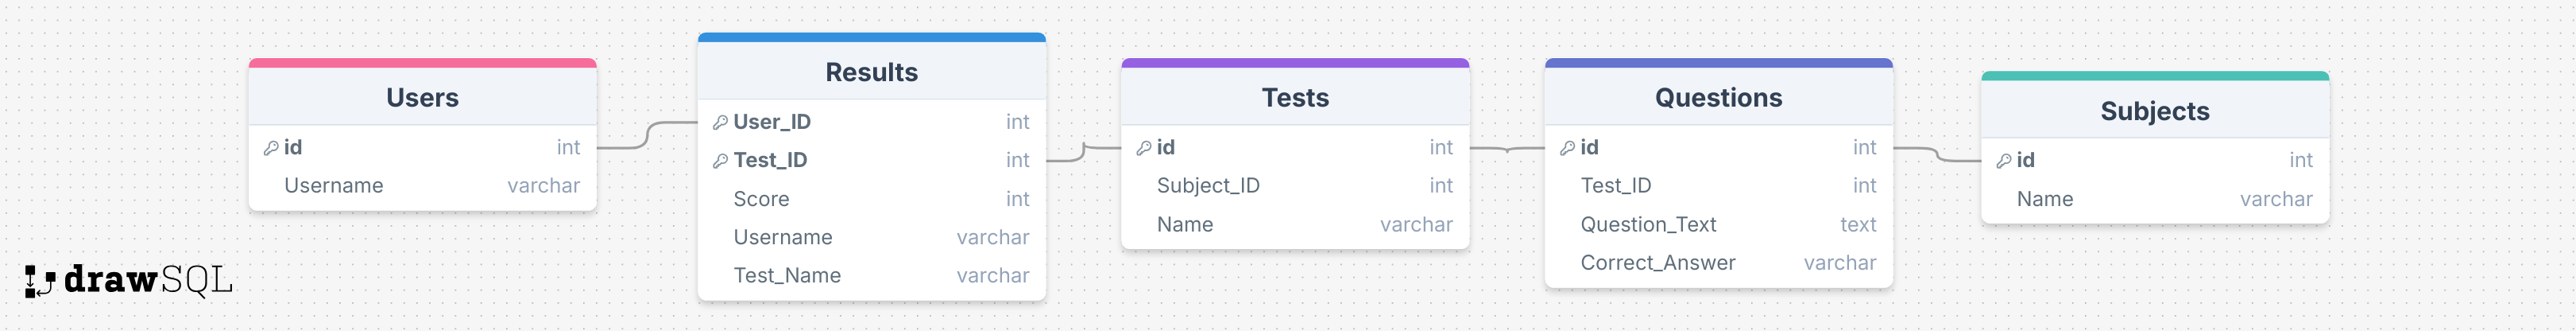 Users
id int
Username varchar
Results
User_ID int
Test_ID int
Score int
Username varchar
Test_Name varchar
Tests
id int
Subject_ID int
Name varchar
Questions
id int
Test_ID int
Question_Text text
Correct_Answer varchar
Subjects
id int
Name varchar
drawSQL